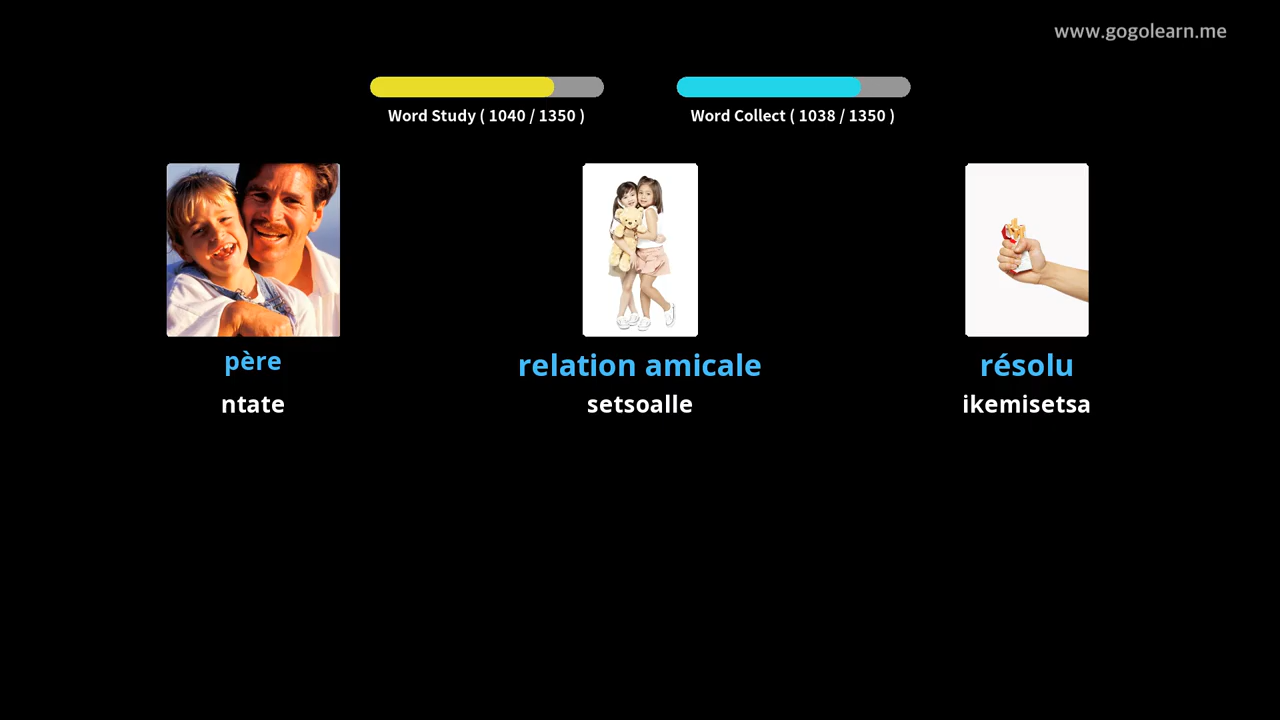 www.gogolearn.me
Word Study ( 1040 / 1350 )
Word Collect ( 1038 / 1350 )
père
relation amicale
résolu
ntate
setsoalle
ikemisetsa